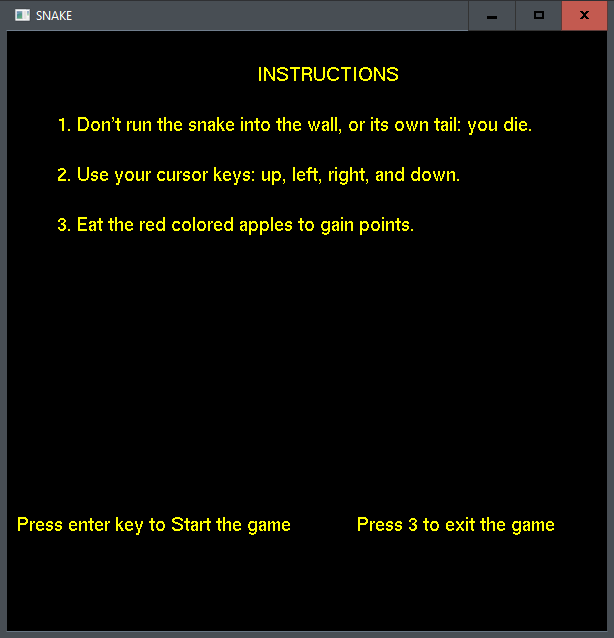 SNAKE
INSTRUCTIONS
1. Don't run the snake into the wall, or its own tail: you die.
2. Use your cursor keys: up, left, right, and down.
3. Eat the red colored apples to gain points.
Press enter key to Start the game Press 3 to exit the game